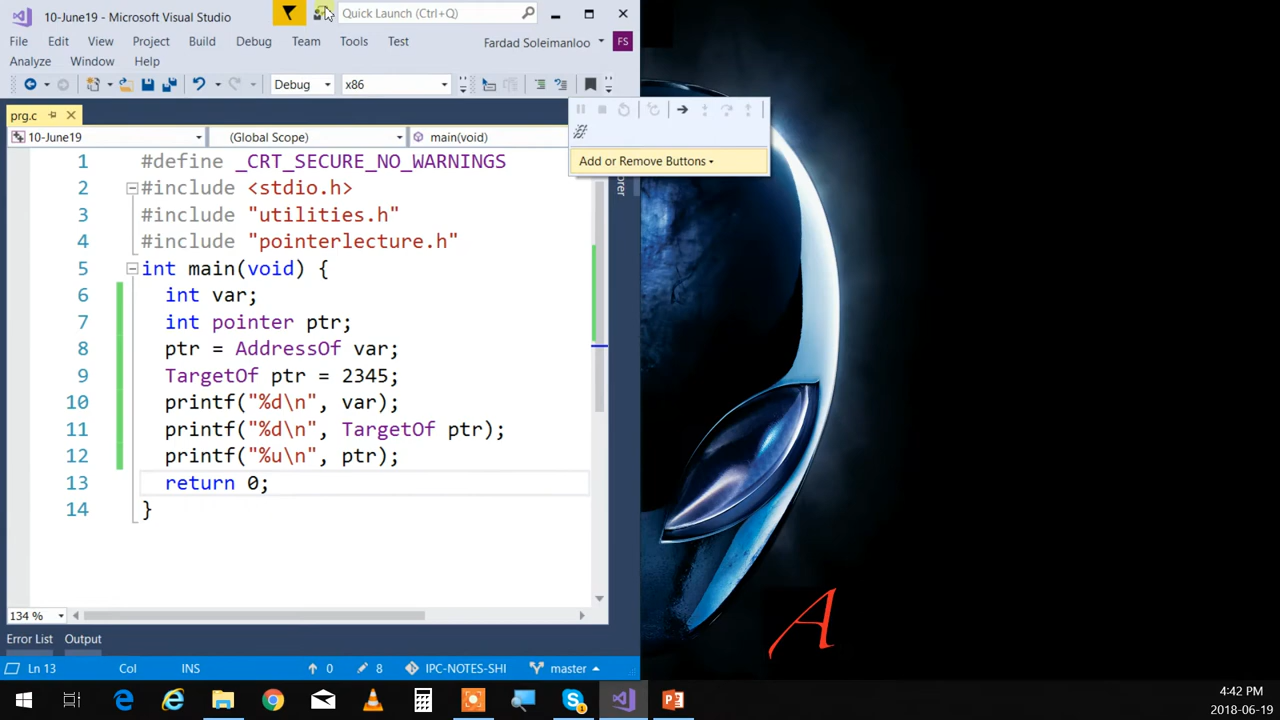 10-June19 - Microsoft Visual Studio
Quick Launch (Ctrl+Q)
File Edit View Project Build Debug Team Tools Test Fardad Soleimanloo FS
Analyze Window Help
Debug x86
prg.c
10-June19 (Global Scope) main(void)
Add or Remove Buttons
1 #define _CRT_SECURE_NO_WARNINGS
2 #include <stdio.h>
3 #include "utilities.h"
4 #include "pointerlecture.h"
5 int main(void) {
6 int var;
7 int pointer ptr;
8 ptr = AddressOf var;
9 TargetOf ptr = 2345;
10 printf("%d\n", var);
11 printf("%d\n", TargetOf ptr);
12 printf("%u\n", ptr);
13 return 0;
14 }
134 %
A
Error List Output
Ln 13 Col INS 0 8 IPC-NOTES-SHI master
4:42 PM
2018-06-19